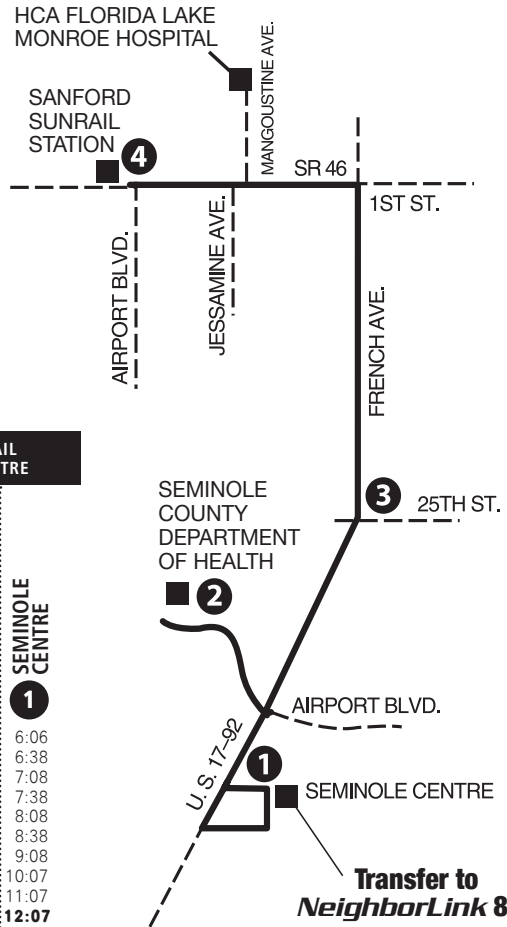 HCA FLORIDA LAKE
MONROE HOSPITAL
MANGOUSTINE AVE.
SANFORD
SUNRAIL
STATION
4
SR 46
1ST ST.
AIRPORT BLVD.
JESSAMINE AVE.
FRENCH AVE.
3
25TH ST.
SEMINOLE
COUNTY
DEPARTMENT
OF HEALTH
2
AIRPORT BLVD.
U.S. 17–92
1
SEMINOLE CENTRE
Transfer to
NeighborLink 8
AIL
TRE
SEMINOLE
CENTRE
1
6:06
6:38
7:08
7:38
8:08
8:38
9:08
10:07
11:07
12:07